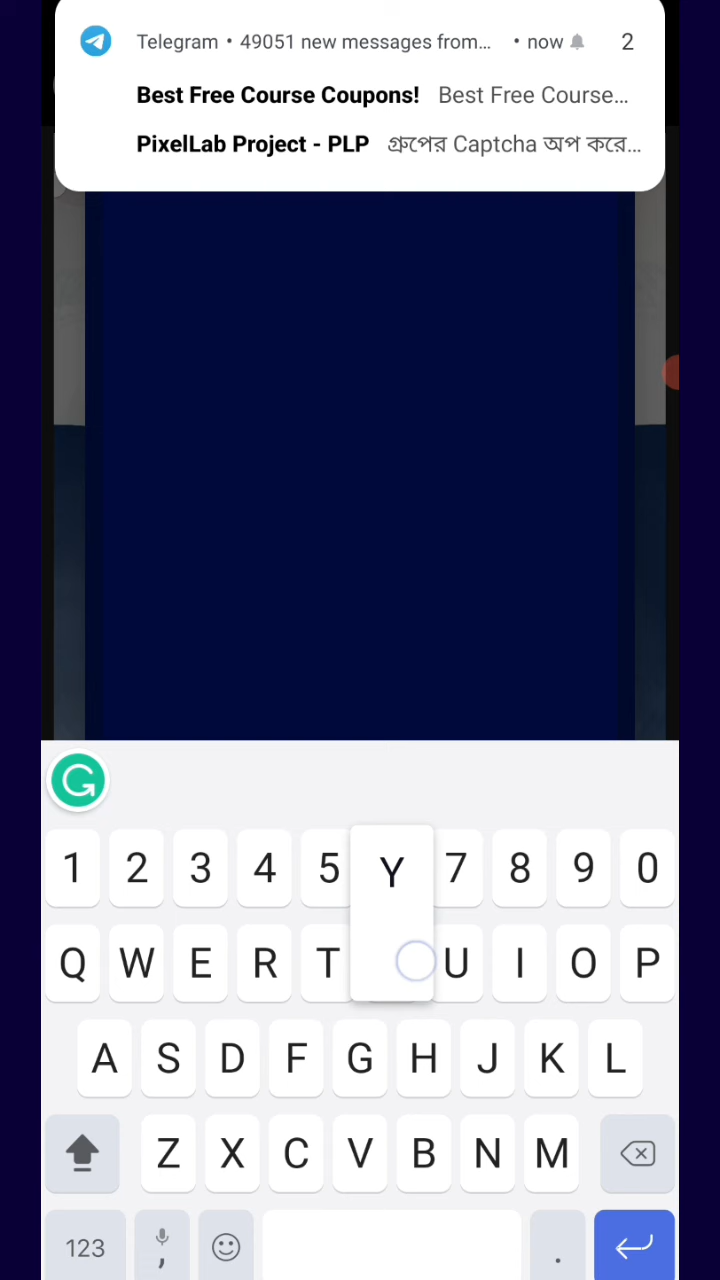 Telegram • 49051 new messages from... • now 2
Best Free Course Coupons! Best Free Course...
PixelLab Project - PLP গ্রুপের Captcha অপ করে...
1 2 3 4 5 Y 7 8 9 0
Q W E R T U I O P
A S D F G H J K L
Z X C V B N M
123 , .